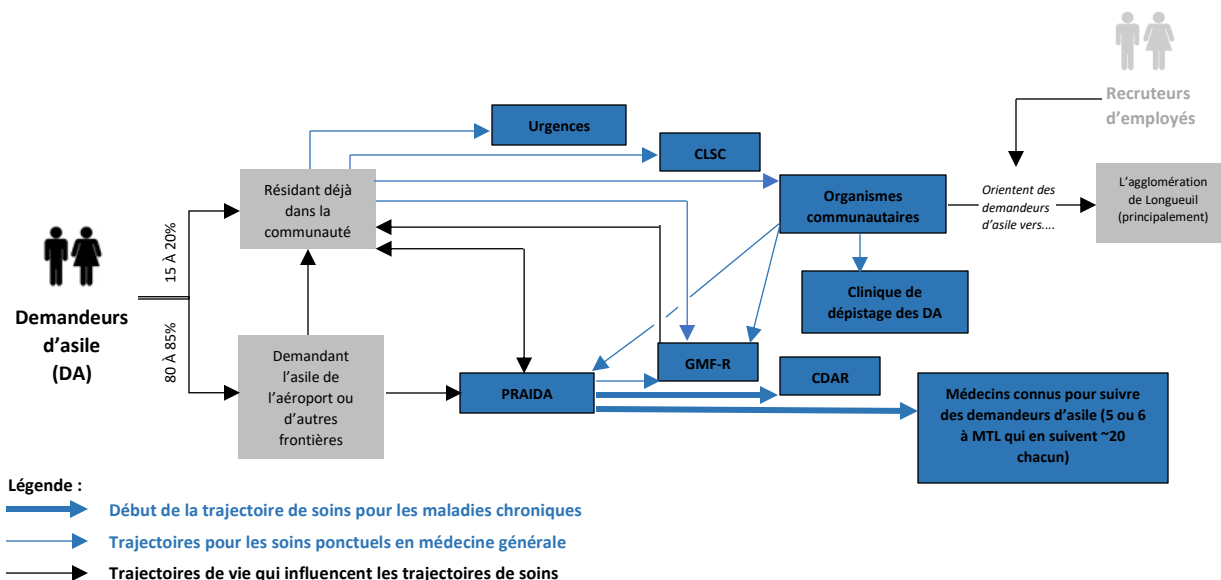 Recruteurs
d'employés
Urgences
CLSC
Résidant déjà
dans la
communauté
Organismes
communautaires
Orientent des
demandeurs
d'asile vers....
L'agglomération
de Longueuil
(principalement)
15 À 20%
Demandeurs
d'asile
(DA)
80 À 85%
Clinique de
dépistage des DA
Demandant
l'asile de
l'aéroport ou
d'autres
frontières
PRAIDA
GMF-R
CDAR
Médecins connus pour suivre
des demandeurs d'asile (5 ou 6
à MTL qui en suivent ~20
chacun)
Légende :
Début de la trajectoire de soins pour les maladies chroniques
Trajectoires pour les soins ponctuels en médecine générale
Trajectoires de vie qui influencent les trajectoires de soins